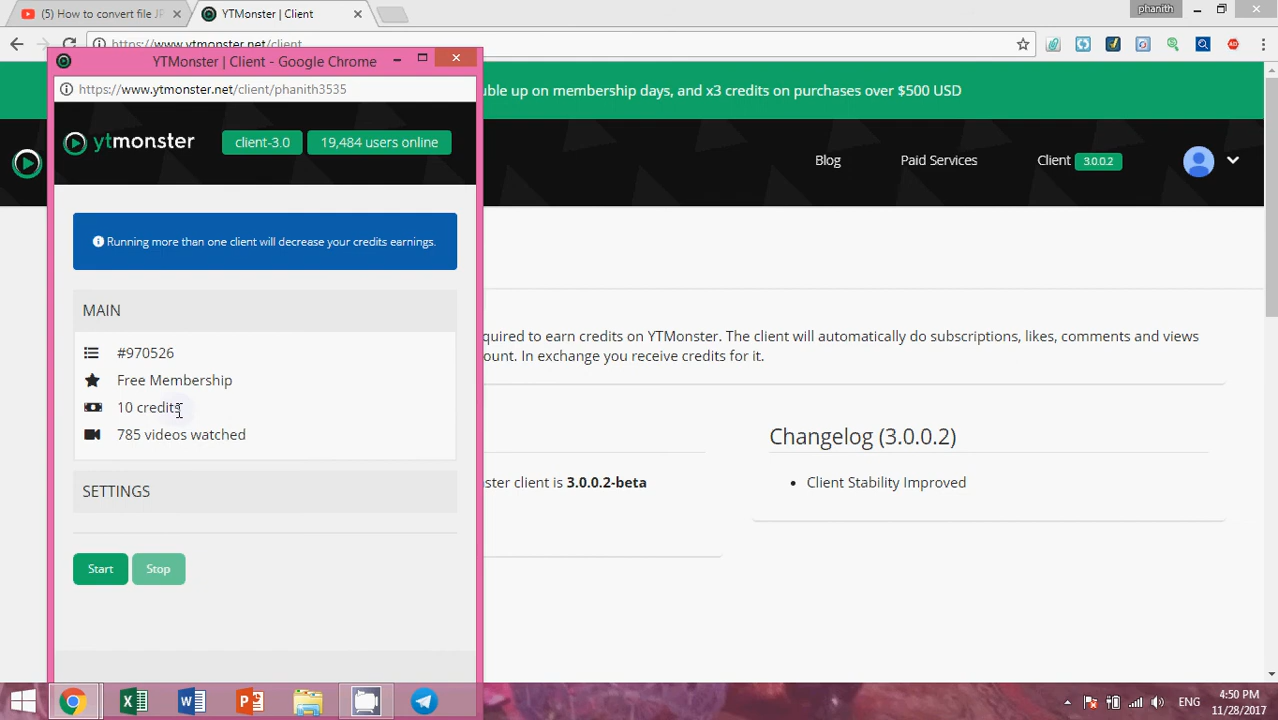 (5) How to convert file J
YTMonster | Client
phanith
https://www.ytmonster.net/client
YTMonster | Client - Google Chrome
https://www.ytmonster.net/client/phanith3535
uble up on membership days, and x3 credits on purchases over $500 USD
ytmonster
client-3.0
19,484 users online
Blog
Paid Services
Client 3.0.0.2
Running more than one client will decrease your credits earnings.
MAIN
#970526
Free Membership
10 credits
785 videos watched
SETTINGS
Start
Stop
quired to earn credits on YTMonster. The client will automatically do subscriptions, likes, comments and views
ount. In exchange you receive credits for it.
Changelog (3.0.0.2)
ster client is 3.0.0.2-beta
• Client Stability Improved
ENG
4:50 PM
11/28/2017